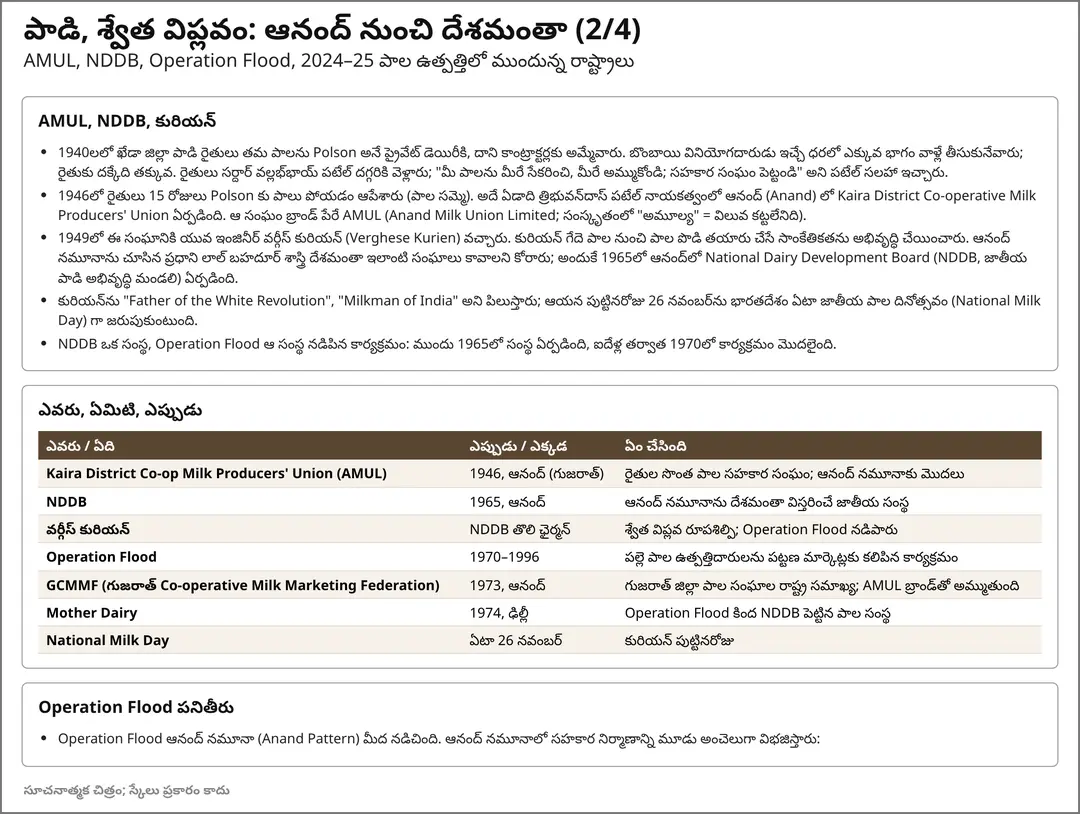 పాడి, శ్వేత విప్లవం: ఆనంద్ నుంచి దేశమంతా (2/4)
AMUL, NDDB, Operation Flood, 2024–25 పాల ఉత్పత్తిలో ముందున్న రాష్ట్రాలు
AMUL, NDDB, కురియన్
• 1940లలో ఖేడా జిల్లా పాడి రైతులు తమ పాలను Polson అనే ప్రైవేట్ డెయిరీకి, దాని కాంట్రాక్టర్లకు అమ్మేవారు. బొంబాయి వినియోగదారుడు ఇచ్చే ధరలో ఎక్కువ భాగం వాళ్లే తీసుకునేవారు;
రైతుకు దక్కేది తక్కువ. రైతులు సర్దార్ వల్లభ్‌భాయ్ పటేల్ దగ్గరికి వెళ్లారు; "మీ పాలను మీరే సేకరించి, మీరే అమ్ముకోండి; సహకార సంఘం పెట్టండి" అని పటేల్ సలహా ఇచ్చారు.
• 1946లో రైతులు 15 రోజులు Polson కు పాలు పోయడం ఆపేశారు (పాల సమ్మె). అదే ఏడాది త్రిభువన్‌దాస్ పటేల్ నాయకత్వంలో ఆనంద్ (Anand) లో Kaira District Co-operative Milk
Producers' Union ఏర్పడింది. ఆ సంఘం బ్రాండ్ పేరే AMUL (Anand Milk Union Limited; సంస్కృతంలో "అమూల్య" = విలువ కట్టలేనిది).
• 1949లో ఈ సంఘానికి యువ ఇంజినీర్ వర్గీస్ కురియన్ (Verghese Kurien) వచ్చారు. కురియన్ గేదె పాల నుంచి పాల పొడి తయారు చేసే సాంకేతికతను అభివృద్ధి చేయించారు. ఆనంద్
నమూనాను చూసిన ప్రధాని లాల్ బహదూర్ శాస్త్రి దేశమంతా ఇలాంటి సంఘాలు కావాలని కోరారు; అందుకే 1965లో ఆనంద్‌లో National Dairy Development Board (NDDB, జాతీయ
పాడి అభివృద్ధి మండలి) ఏర్పడింది.
• కురియన్‌ను "Father of the White Revolution", "Milkman of India" అని పిలుస్తారు; ఆయన పుట్టినరోజు 26 నవంబర్‌ను భారతదేశం ఏటా జాతీయ పాల దినోత్సవం (National Milk
Day) గా జరుపుకుంటుంది.
• NDDB ఒక సంస్థ, Operation Flood ఆ సంస్థ నడిపిన కార్యక్రమం: ముందు 1965లో సంస్థ ఏర్పడింది, ఐదేళ్ల తర్వాత 1970లో కార్యక్రమం మొదలైంది.
ఎవరు, ఏమిటి, ఎప్పుడు
ఎవరు / ఏది ఎప్పుడు / ఎక్కడ ఏం చేసింది
Kaira District Co-op Milk Producers' Union (AMUL) 1946, ఆనంద్ (గుజరాత్) రైతుల సొంత పాల సహకార సంఘం; ఆనంద్ నమూనాకు మొదలు
NDDB 1965, ఆనంద్ ఆనంద్ నమూనాను దేశమంతా విస్తరించే జాతీయ సంస్థ
వర్గీస్ కురియన్ NDDB తొలి ఛైర్మన్ శ్వేత విప్లవ రూపశిల్పి; Operation Flood నడిపారు
Operation Flood 1970–1996 పల్లె పాల ఉత్పత్తిదారులను పట్టణ మార్కెట్లకు కలిపిన కార్యక్రమం
GCMMF (గుజరాత్ Co-operative Milk Marketing Federation) 1973, ఆనంద్ గుజరాత్ జిల్లా పాల సంఘాల రాష్ట్ర సమాఖ్య; AMUL బ్రాండ్‌తో అమ్ముతుంది
Mother Dairy 1974, ఢిల్లీ Operation Flood కింద NDDB పెట్టిన పాల సంస్థ
National Milk Day ఏటా 26 నవంబర్ కురియన్ పుట్టినరోజు
Operation Flood పనితీరు
• Operation Flood ఆనంద్ నమూనా (Anand Pattern) మీద నడిచింది. ఆనంద్ నమూనాలో సహకార నిర్మాణాన్ని మూడు అంచెలుగా విభజిస్తారు:
సూచనాత్మక చిత్రం; స్కేలు ప్రకారం కాదు